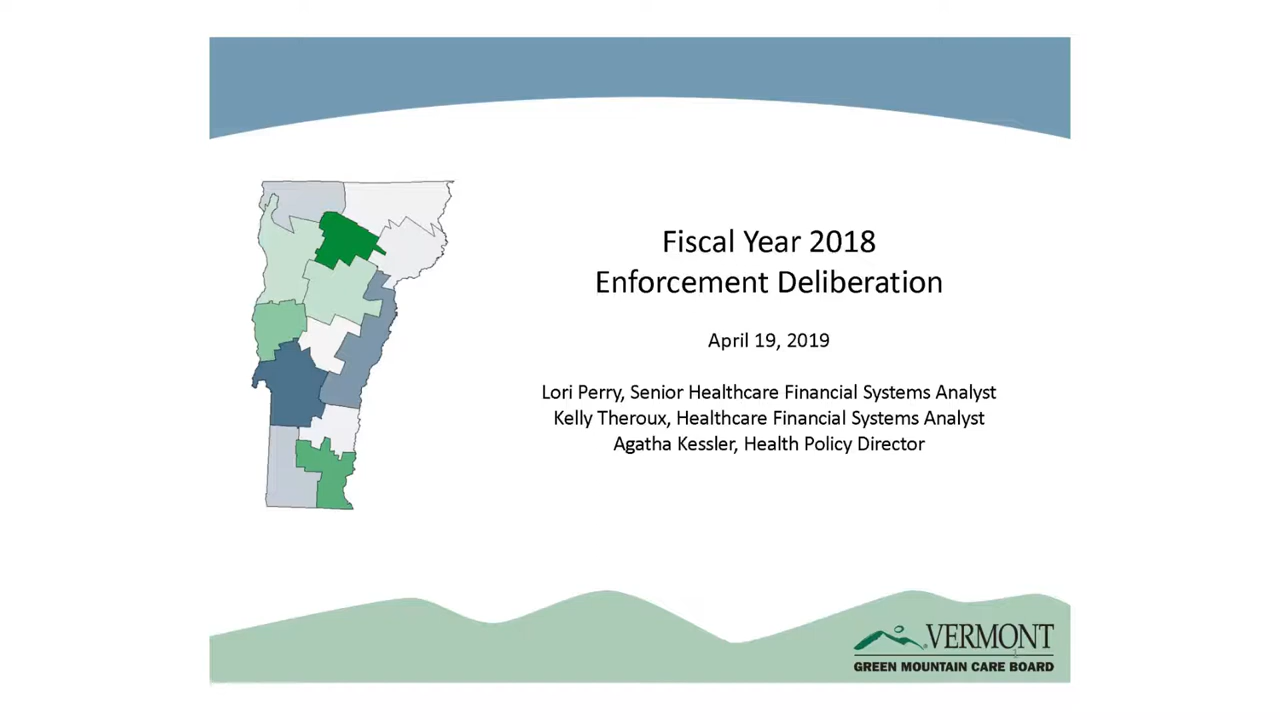 Fiscal Year 2018
Enforcement Deliberation
April 19, 2019
Lori Perry, Senior Healthcare Financial Systems Analyst
Kelly Theroux, Healthcare Financial Systems Analyst
Agatha Kessler, Health Policy Director
VERMONT
GREEN MOUNTAIN CARE BOARD